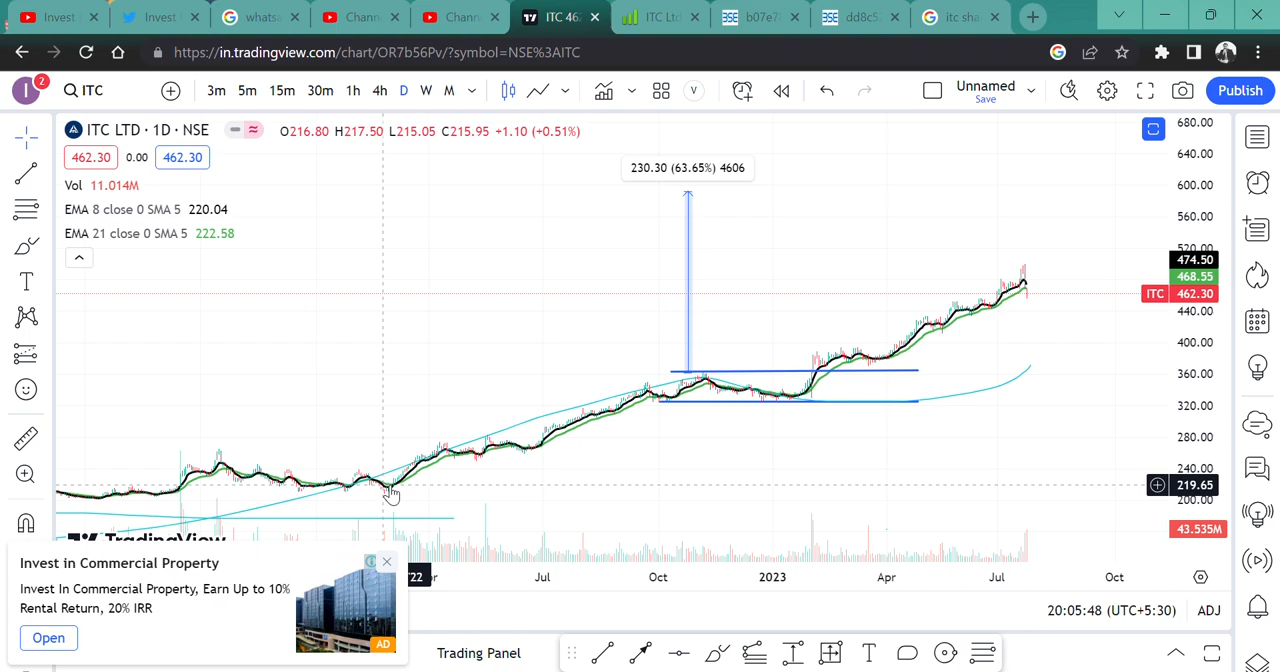 Invest
Invest
whatsa
Chann
Chann
ITC 462
ITC Ltd
b07e7
dd8c5.
itc sha
https://in.tradingview.com/chart/OR7b56Pv/?symbol=NSE%3AITC
I 2 ITC 3m 5m 15m 30m 1h 4h D W M V Unnamed Save Publish
ITC LTD · 1D · NSE O216.80 H217.50 L215.05 C215.95 +1.10 (+0.51%)
462.30 0.00 462.30
Vol 11.014M
EMA 8 close 0 SMA 5 220.04
EMA 21 close 0 SMA 5 222.58
230.30 (63.65%) 4606
680.00
640.00
600.00
560.00
520.00
474.50
468.55
ITC 462.30
440.00
400.00
360.00
320.00
280.00
240.00
219.65
200.00
43.535M
TradingView
'22 Jul Oct 2023 Apr Jul Oct
20:05:48 (UTC+5:30) ADJ
Invest in Commercial Property
Invest In Commercial Property, Earn Up to 10%
Rental Return, 20% IRR
Open
AD
Trading Panel